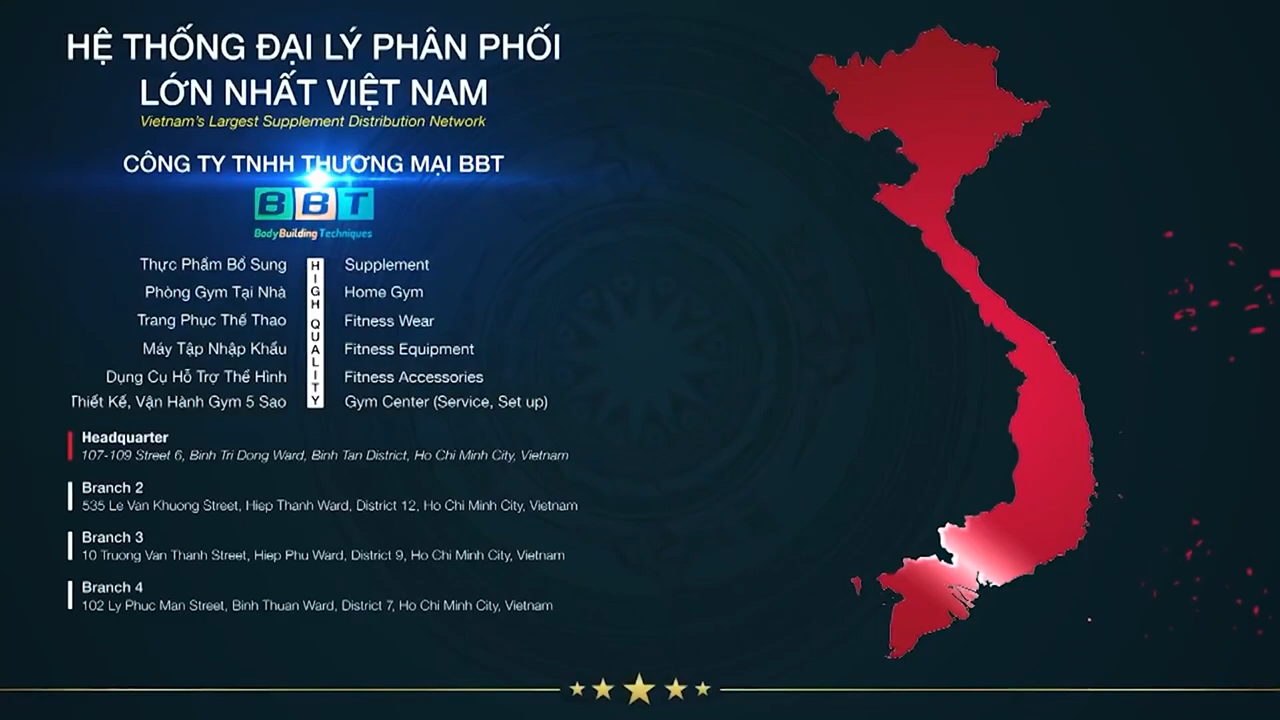 HỆ THỐNG ĐẠI LÝ PHÂN PHỐI
LỚN NHẤT VIỆT NAM
Vietnam's Largest Supplement Distribution Network
CÔNG TY TNHH THƯƠNG MẠI BBT
BBT
BodyBuilding Techniques
HIGH QUALITY
Thực Phẩm Bổ Sung Supplement
Phòng Gym Tại Nhà Home Gym
Trang Phục Thể Thao Fitness Wear
Máy Tập Nhập Khẩu Fitness Equipment
Dụng Cụ Hỗ Trợ Thể Hình Fitness Accessories
Thiết Kế, Vận Hành Gym 5 Sao Gym Center (Service, Set up)
Headquarter
107-109 Street 6, Binh Tri Dong Ward, Binh Tan District, Ho Chi Minh City, Vietnam
Branch 2
535 Le Van Khuong Street, Hiep Thanh Ward, District 12, Ho Chi Minh City, Vietnam
Branch 3
10 Truong Van Thanh Street, Hiep Phu Ward, District 9, Ho Chi Minh City, Vietnam
Branch 4
102 Ly Phuc Man Street, Binh Thuan Ward, District 7, Ho Chi Minh City, Vietnam